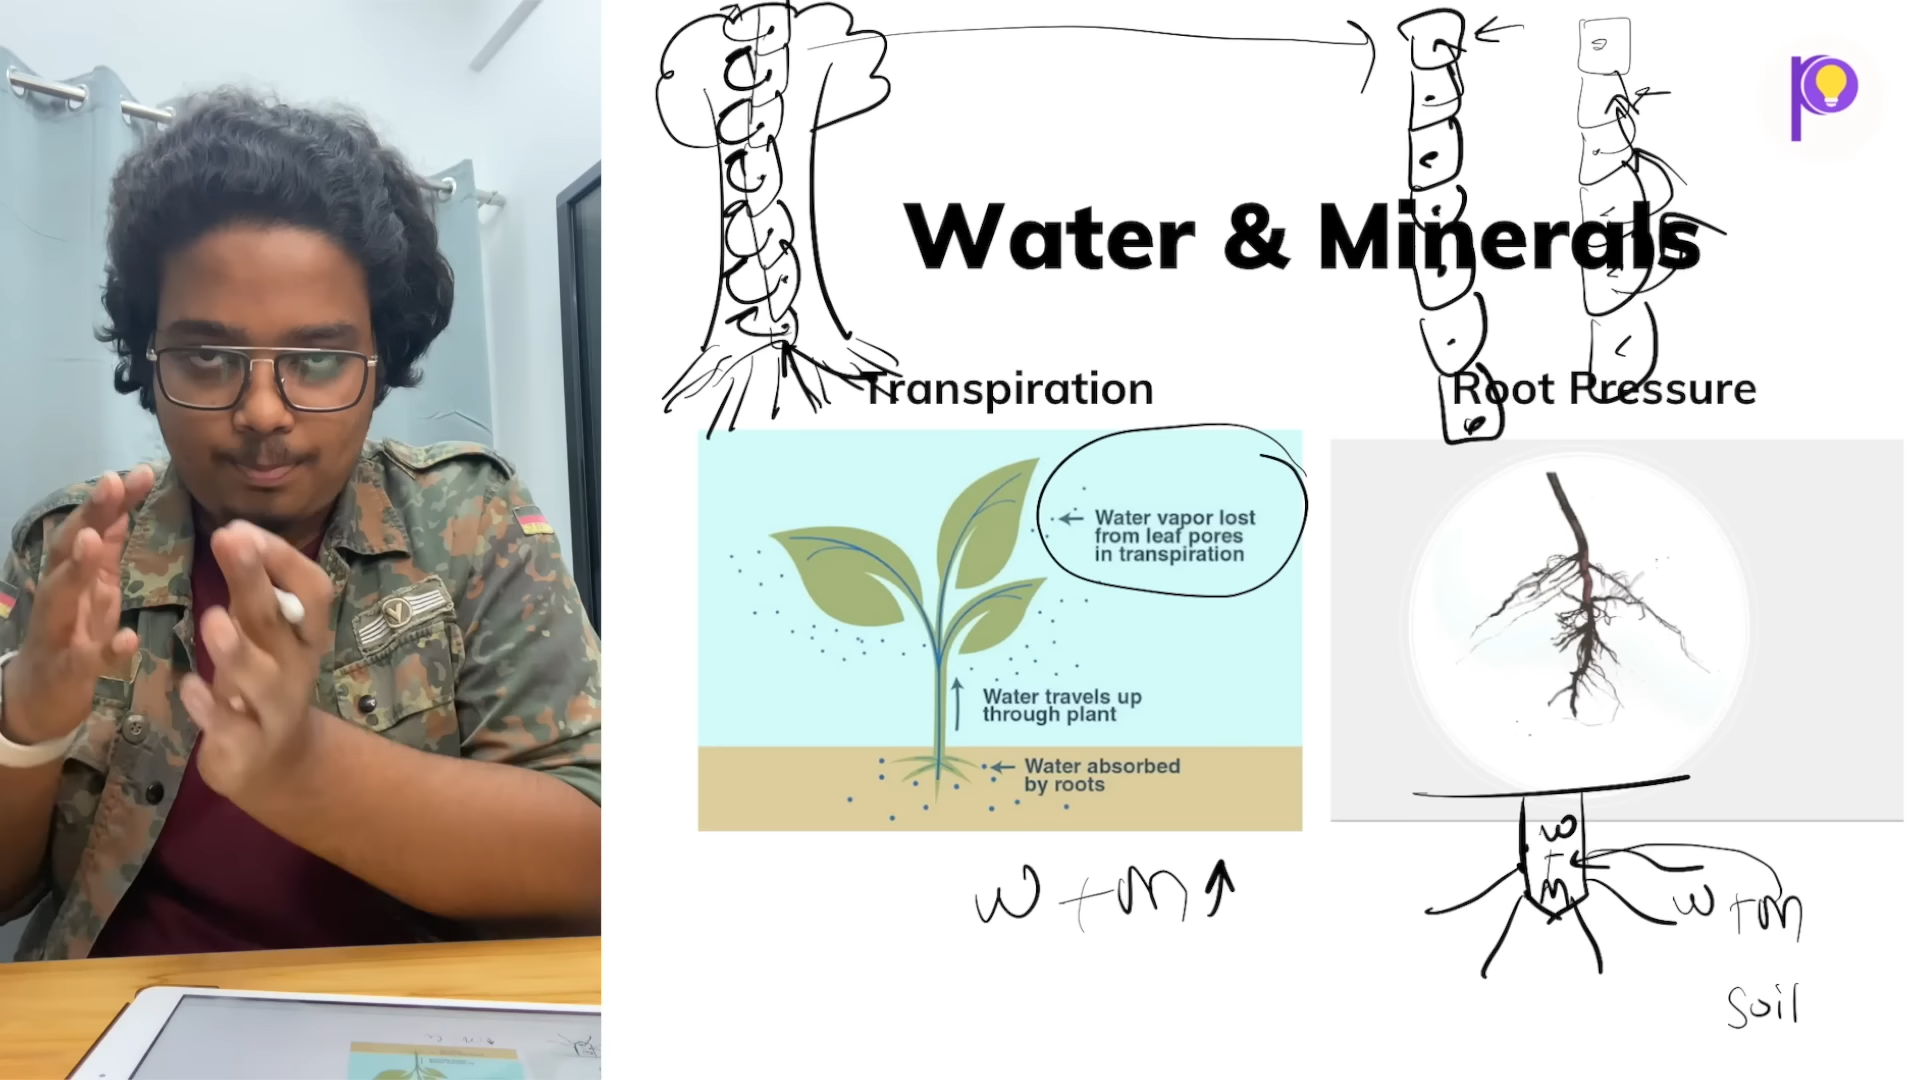 Water & Minerals
Transpiration
Root Pressure
Water vapor lost
from leaf pores
in transpiration
Water travels up
through plant
Water absorbed
by roots
w + m ↑
w
+
m
w + m
soil